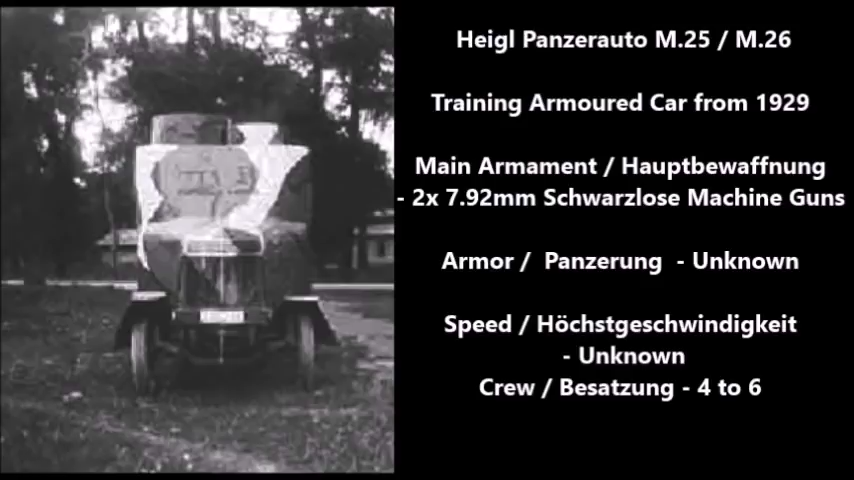 Heigl Panzerauto M.25 / M.26
Training Armoured Car from 1929
Main Armament / Hauptbewaffnung
- 2x 7.92mm Schwarzlose Machine Guns
Armor /  Panzerung  - Unknown
Speed / Höchstgeschwindigkeit
- Unknown
Crew / Besatzung - 4 to 6